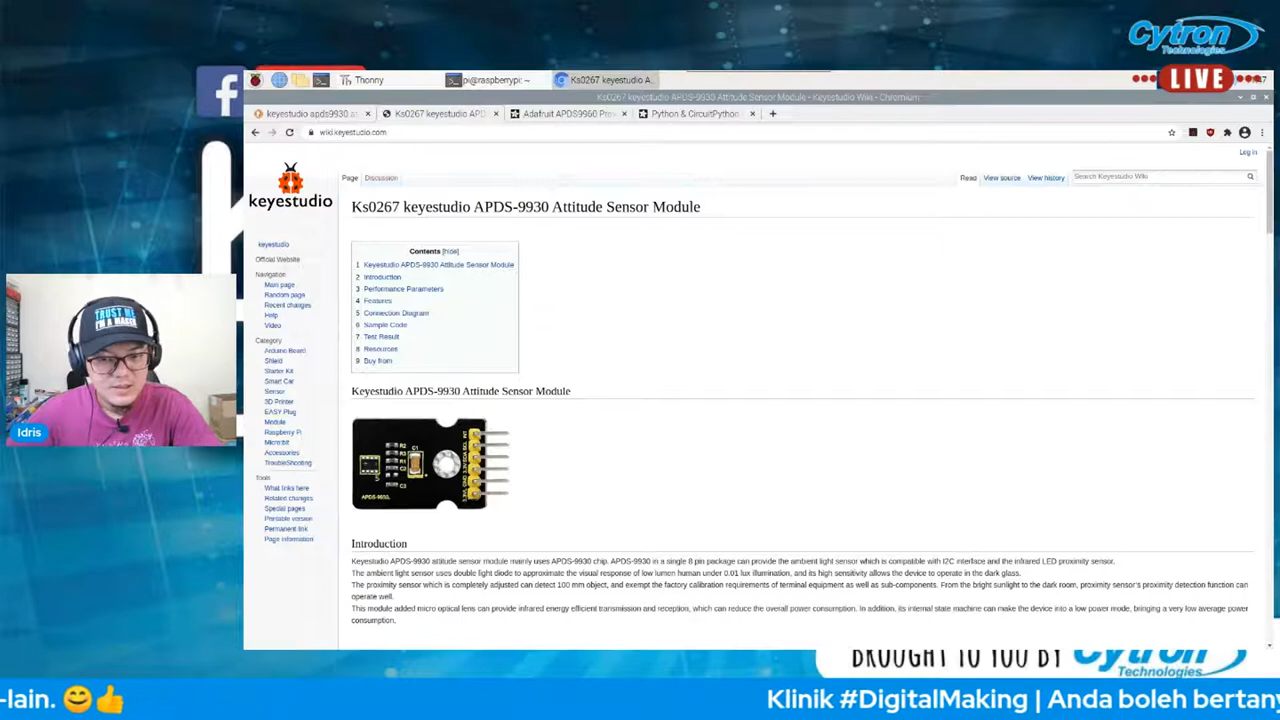 Cytron
Technologies
LIVE
Thonny
pi@raspberrypi: ~
Ks0267 keyestudio A...
Ks0267 keyestudio APDS-9930 Attitude Sensor Module - Keyestudio Wiki - Chromium
keyestudio apds9930 at
Ks0267 keyestudio APD
Adafruit APDS9960 Pro
Python & CircuitPython
wiki.keyestudio.com
Log in
Page
Discussion
Read
View source
View history
Search Keyestudio Wiki
keyestudio
Ks0267 keyestudio APDS-9930 Attitude Sensor Module
Contents [hide]
1 Keyestudio APDS-9930 Attitude Sensor Module
2 Introduction
3 Performance Parameters
4 Features
5 Connection Diagram
6 Sample Code
7 Test Result
8 Resources
9 Buy from
keyestudio
Official Website
Navigation
Main page
Random page
Recent changes
Help
Video
Category
Arduino Board
Shield
Starter Kit
Smart Car
Sensor
3D Printer
EASY Plug
Module
Raspberry Pi
Micro:bit
Accessories
TroubleShooting
Tools
What links here
Related changes
Special pages
Printable version
Permanent link
Page information
Keyestudio APDS-9930 Attitude Sensor Module
R2
R3
R1
C2
C3
C1
Introduction
Keyestudio APDS-9930 attitude sensor module mainly uses APDS-9930 chip. APDS-9930 in a single 8 pin package can provide the ambient light sensor which is compatible with I2C interface and the infrared LED proximity sensor.
The ambient light sensor uses double light diode to approximate the visual response of low lumen human under 0.01 lux illumination, and its high sensitivity allows the device to operate in the dark glass.
The proximity sensor which is completely adjusted can detect 100 mm object, and exempt the factory calibration requirements of terminal equipment as well as sub-components. From the bright sunlight to the dark room, proximity sensor's proximity detection function can
operate well.
This module added micro optical lens can provide infrared energy efficient transmission and reception, which can reduce the overall power consumption. In addition, its internal state machine can make the device into a low power mode, bringing a very low average power
consumption.
TRUST ME
I'M A MAKER
Idris
BROUGHT TO YOU BY
Cytron
Technologies
-lain. 😊👍
Klinik #DigitalMaking | Anda boleh bertany